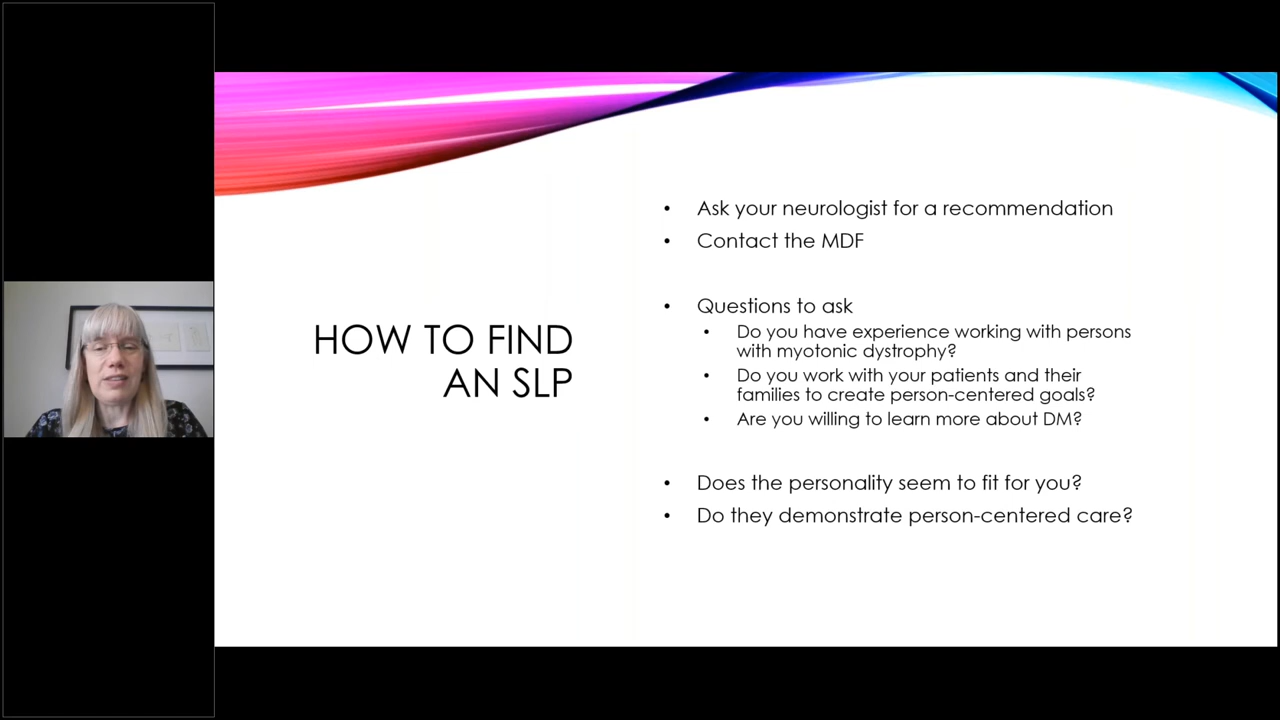 HOW TO FIND
AN SLP
• Ask your neurologist for a recommendation
• Contact the MDF
• Questions to ask
• Do you have experience working with persons
with myotonic dystrophy?
• Do you work with your patients and their
families to create person-centered goals?
• Are you willing to learn more about DM?
• Does the personality seem to fit for you?
• Do they demonstrate person-centered care?